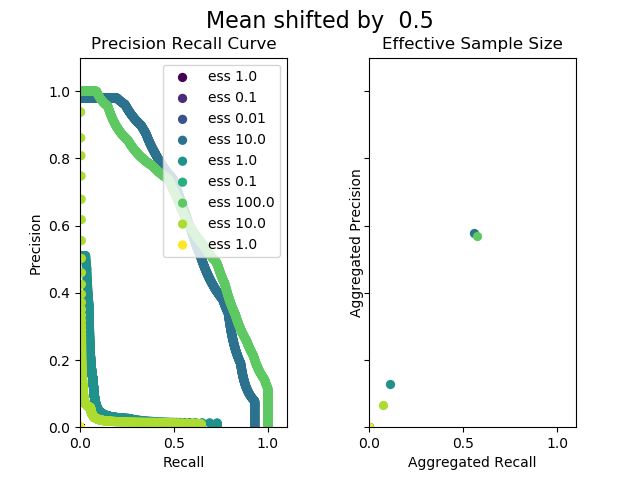 Mean shifted by  0.5
Precision Recall Curve
Effective Sample Size
ess 1.0
ess 0.1
ess 0.01
ess 10.0
ess 1.0
ess 0.1
ess 100.0
ess 10.0
ess 1.0
Precision
1.0
0.8
0.6
0.4
0.2
0.0
0.0 0.5 1.0
Recall
Aggregated Precision
0.0 0.5 1.0
Aggregated Recall